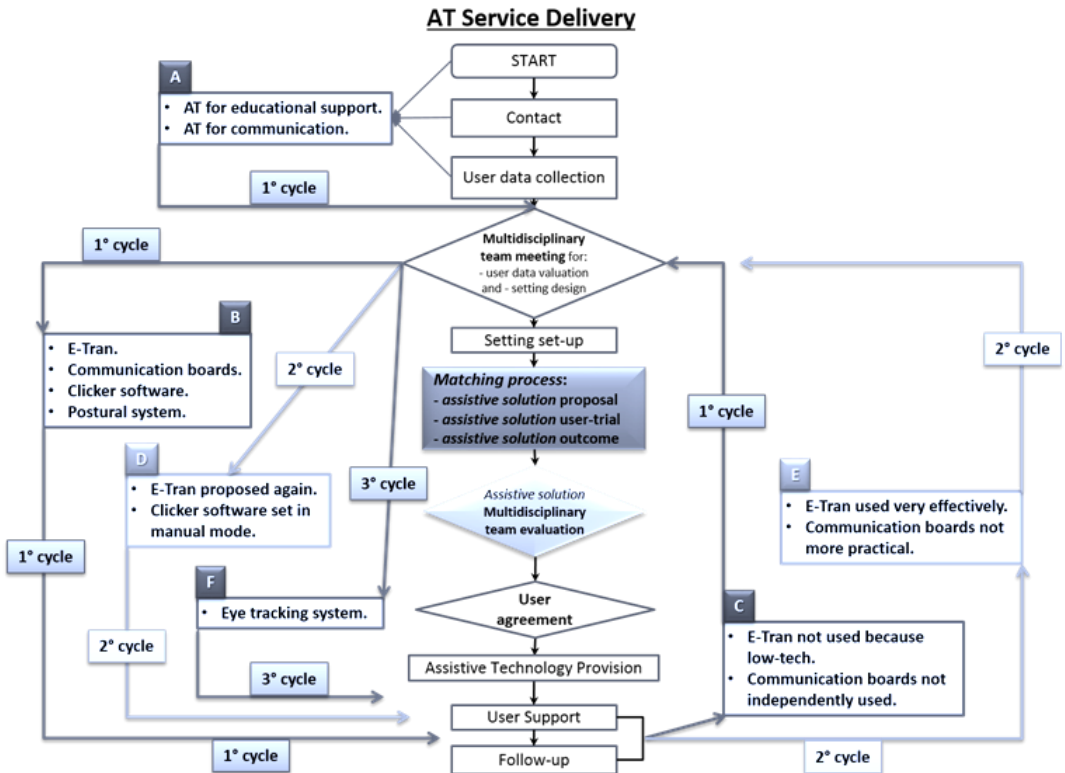 AT Service Delivery
START
A
• AT for educational support.
• AT for communication.
Contact
User data collection
1° cycle
1° cycle
Multidisciplinary
team meeting for:
- user data valuation
and - setting design
B
• E-Tran.
• Communication boards.
• Clicker software.
• Postural system.
Setting set-up
2° cycle
2° cycle
Matching process:
- assistive solution proposal
- assistive solution user-trial
- assistive solution outcome
1° cycle
D
• E-Tran proposed again.
• Clicker software set in
manual mode.
3° cycle
Assistive solution
Multidisciplinary
team evaluation
E
• E-Tran used very effectively.
• Communication boards not
more practical.
1° cycle
F
• Eye tracking system.
User
agreement
C
• E-Tran not used because
low-tech.
• Communication boards not
independently used.
2° cycle
3° cycle
Assistive Technology Provision
User Support
Follow-up
1° cycle
2° cycle